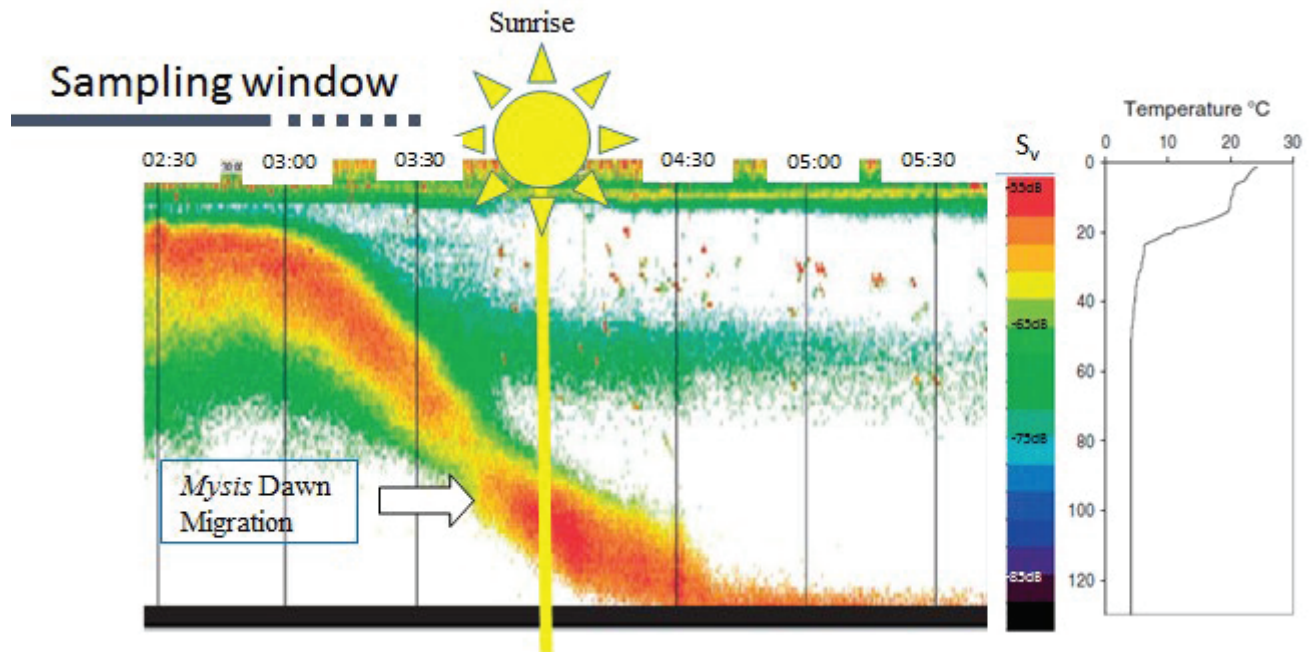 Sunrise
Sampling window
02:30 03:00 03:30 04:30 05:00 05:30
Mysis Dawn
Migration
Sv
-55dB
-65dB
-75dB
-85dB
Temperature °C
0 10 20 30
0
20
40
60
80
100
120